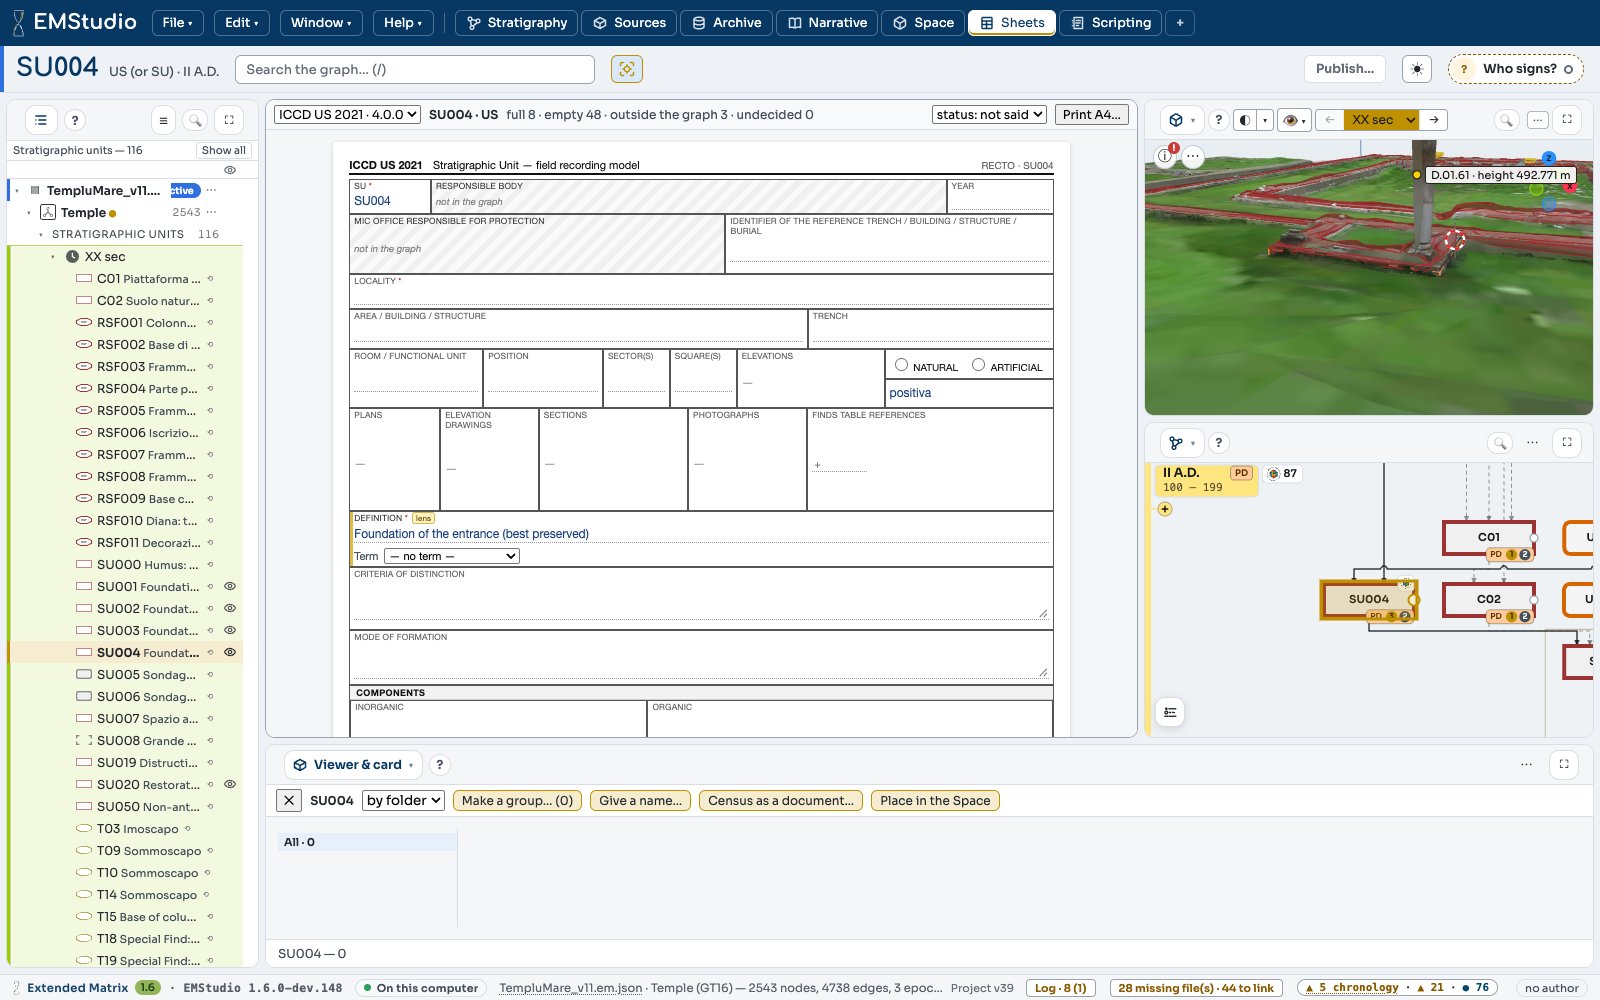 EMStudio File Edit Window Help Stratigraphy Sources Archive Narrative Space Sheets Scripting +
SU004 US (or SU) · II A.D. Search the graph... (/) Publish... ? Who signs?
?
Stratigraphic units — 116 Show all
TempluMare_v11.... ctive ...
Temple 2543 ...
STRATIGRAPHIC UNITS 116
XX sec
C01 Piattaforma ...
C02 Suolo natur...
RSF001 Colonn...
RSF002 Base di ...
RSF003 Framm...
RSF004 Parte p...
RSF005 Framm...
RSF006 Iscrizio...
RSF007 Framm...
RSF008 Framm...
RSF009 Base c...
RSF010 Diana: t...
RSF011 Decorazi...
SU000 Humus: ...
SU001 Foundati...
SU002 Foundat...
SU003 Foundat...
SU004 Foundat...
SU005 Sondag...
SU006 Sondag...
SU007 Spazio a...
SU008 Grande ...
SU019 Distructi...
SU020 Restorat...
SU050 Non-ant...
T03 Imoscapo
T09 Sommoscapo
T10 Sommoscapo
T14 Sommoscapo
T15 Base of colu...
T18 Special Find:...
T19 Special Find:...
ICCD US 2021 · 4.0.0 SU004 · US full 8 · empty 48 · outside the graph 3 · undecided 0 status: not said Print A4...
ICCD US 2021 Stratigraphic Unit — field recording model RECTO · SU004
SU * RESPONSIBLE BODY YEAR
SU004 not in the graph
MIC OFFICE RESPONSIBLE FOR PROTECTION IDENTIFIER OF THE REFERENCE TRENCH / BUILDING / STRUCTURE /
BURIAL
not in the graph
LOCALITY *
AREA / BUILDING / STRUCTURE TRENCH
ROOM / FUNCTIONAL UNIT POSITION SECTOR(S) SQUARE(S) ELEVATIONS
NATURAL ARTIFICIAL
—
positiva
PLANS ELEVATION DRAWINGS SECTIONS PHOTOGRAPHS FINDS TABLE REFERENCES
— — — — +
DEFINITION * lens
Foundation of the entrance (best preserved)
Term — no term —
CRITERIA OF DISTINCTION
MODE OF FORMATION
COMPONENTS
INORGANIC ORGANIC
? XX sec ...
D.01.61 · height 492.771 m
Z
X
? ...
II A.D. PD 87
100 — 199
+
C01 U
PD 1 2
SU004 C02 U
PD 3 2 PD 1 2
S
Viewer & card ? ...
SU004 by folder Make a group... (0) Give a name... Census as a document... Place in the Space
All · 0
SU004 — 0
Extended Matrix 1.6 · EMStudio 1.6.0-dev.148 On this computer TempluMare_v11.em.json · Temple (GT16) — 2543 nodes, 4738 edges, 3 epoc... Project v39 Log · 8 (1) 28 missing file(s) · 44 to link ▲ 5 chronology · ▲ 21 · ● 76 no author